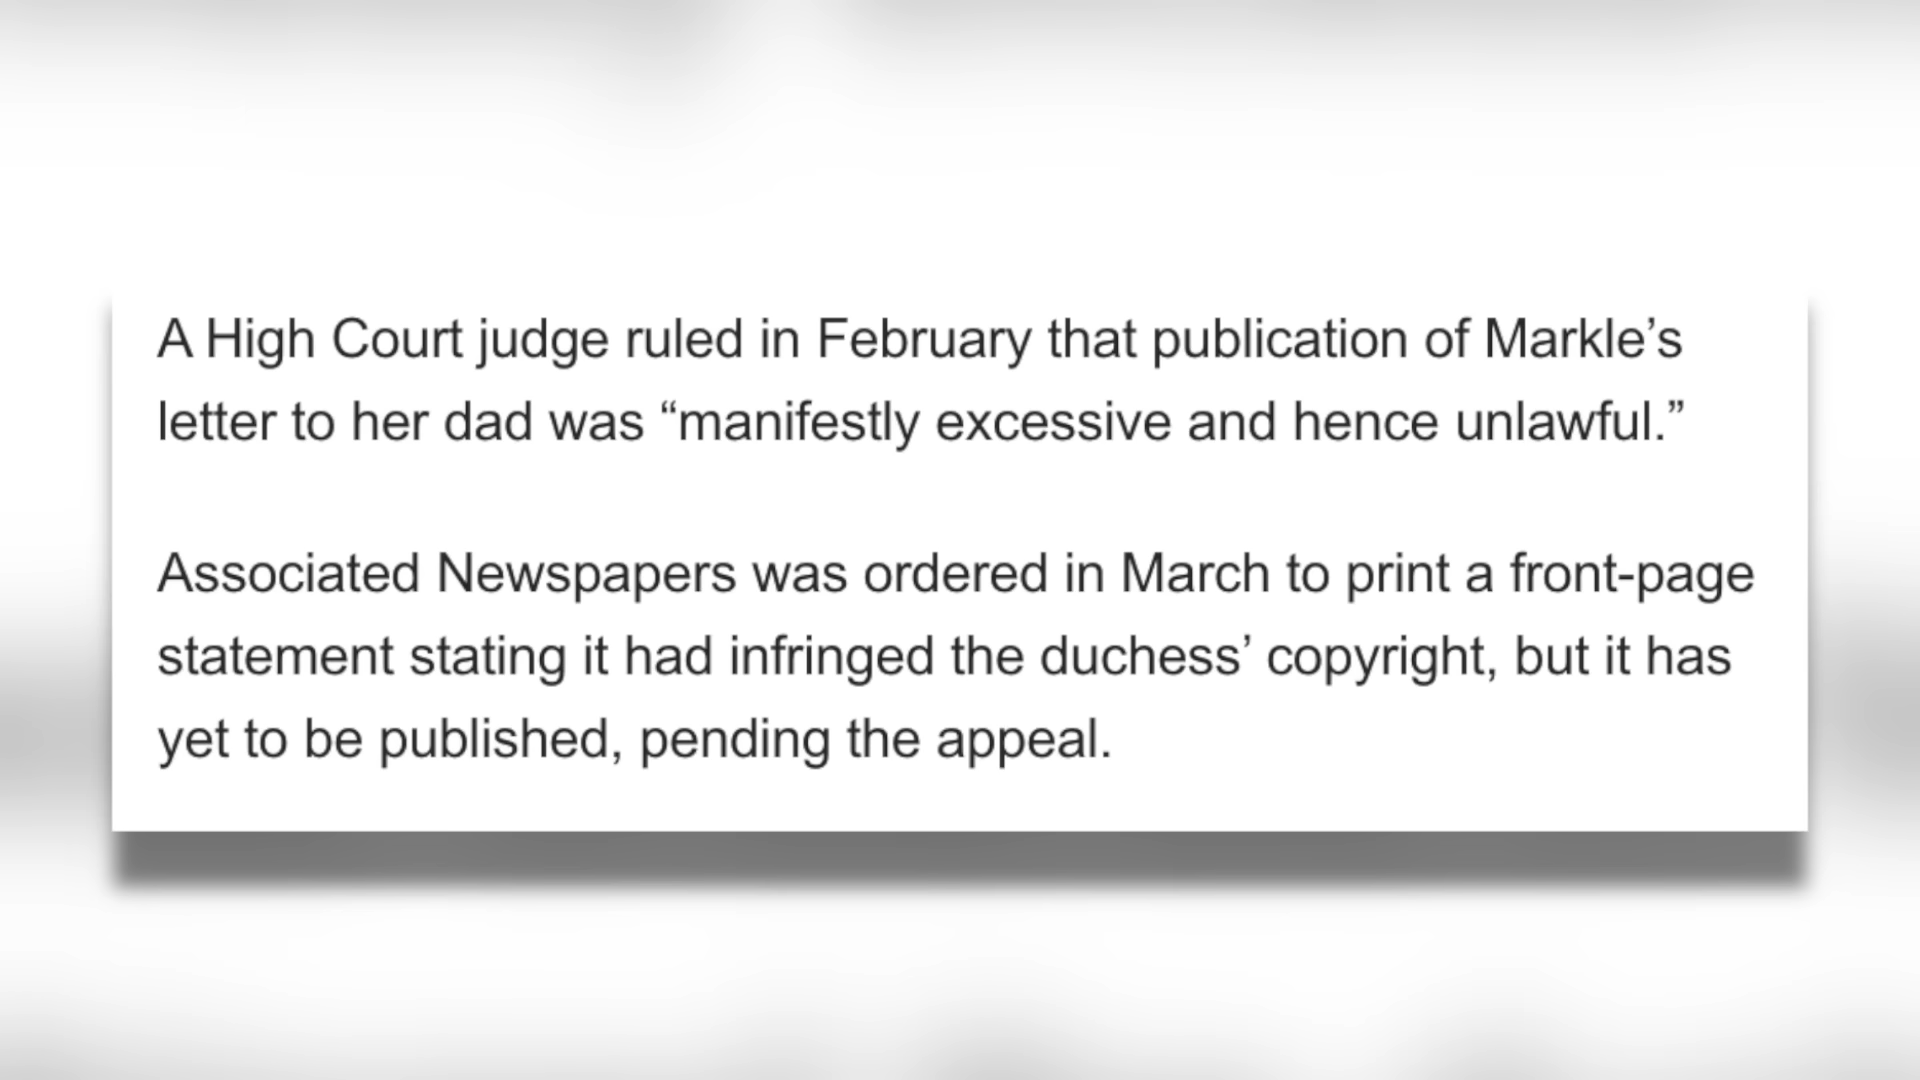 A High Court judge ruled in February that publication of Markle’s
letter to her dad was “manifestly excessive and hence unlawful.”
Associated Newspapers was ordered in March to print a front-page
statement stating it had infringed the duchess’ copyright, but it has
yet to be published, pending the appeal.